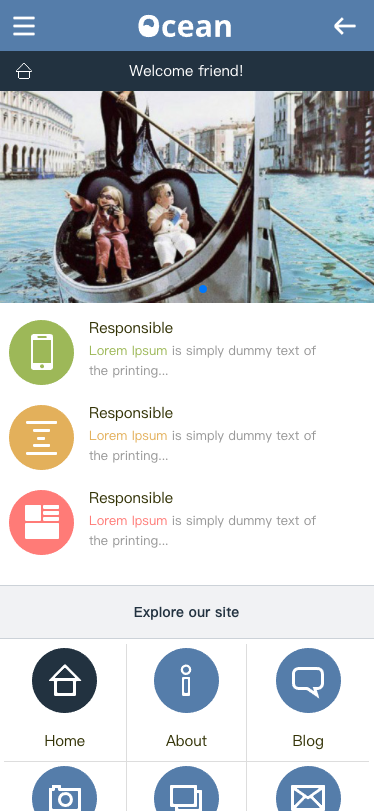 Ocean
Welcome friend!
Responsible
Lorem Ipsum is simply dummy text of
the printing...
Responsible
Lorem Ipsum is simply dummy text of
the printing...
Responsible
Lorem Ipsum is simply dummy text of
the printing...
Explore our site
Home
About
Blog